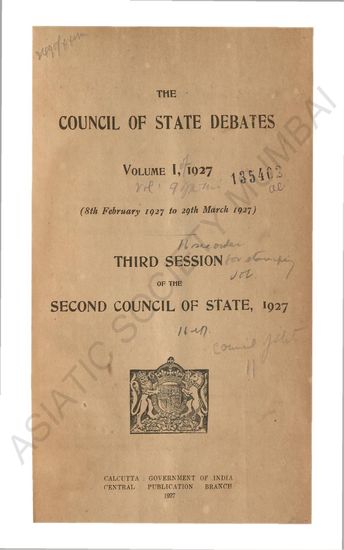 THE
COUNCIL OF STATE DEBATES
VOLUME I, 1927
135403
(8th February 1927 to 29th March 1927)
THIRD SESSION
OF THE
SECOND COUNCIL OF STATE, 1927
CALCUTTA : GOVERNMENT OF INDIA
CENTRAL PUBLICATION BRANCH
1927
ASIATIC SOCIETY MUMBAI